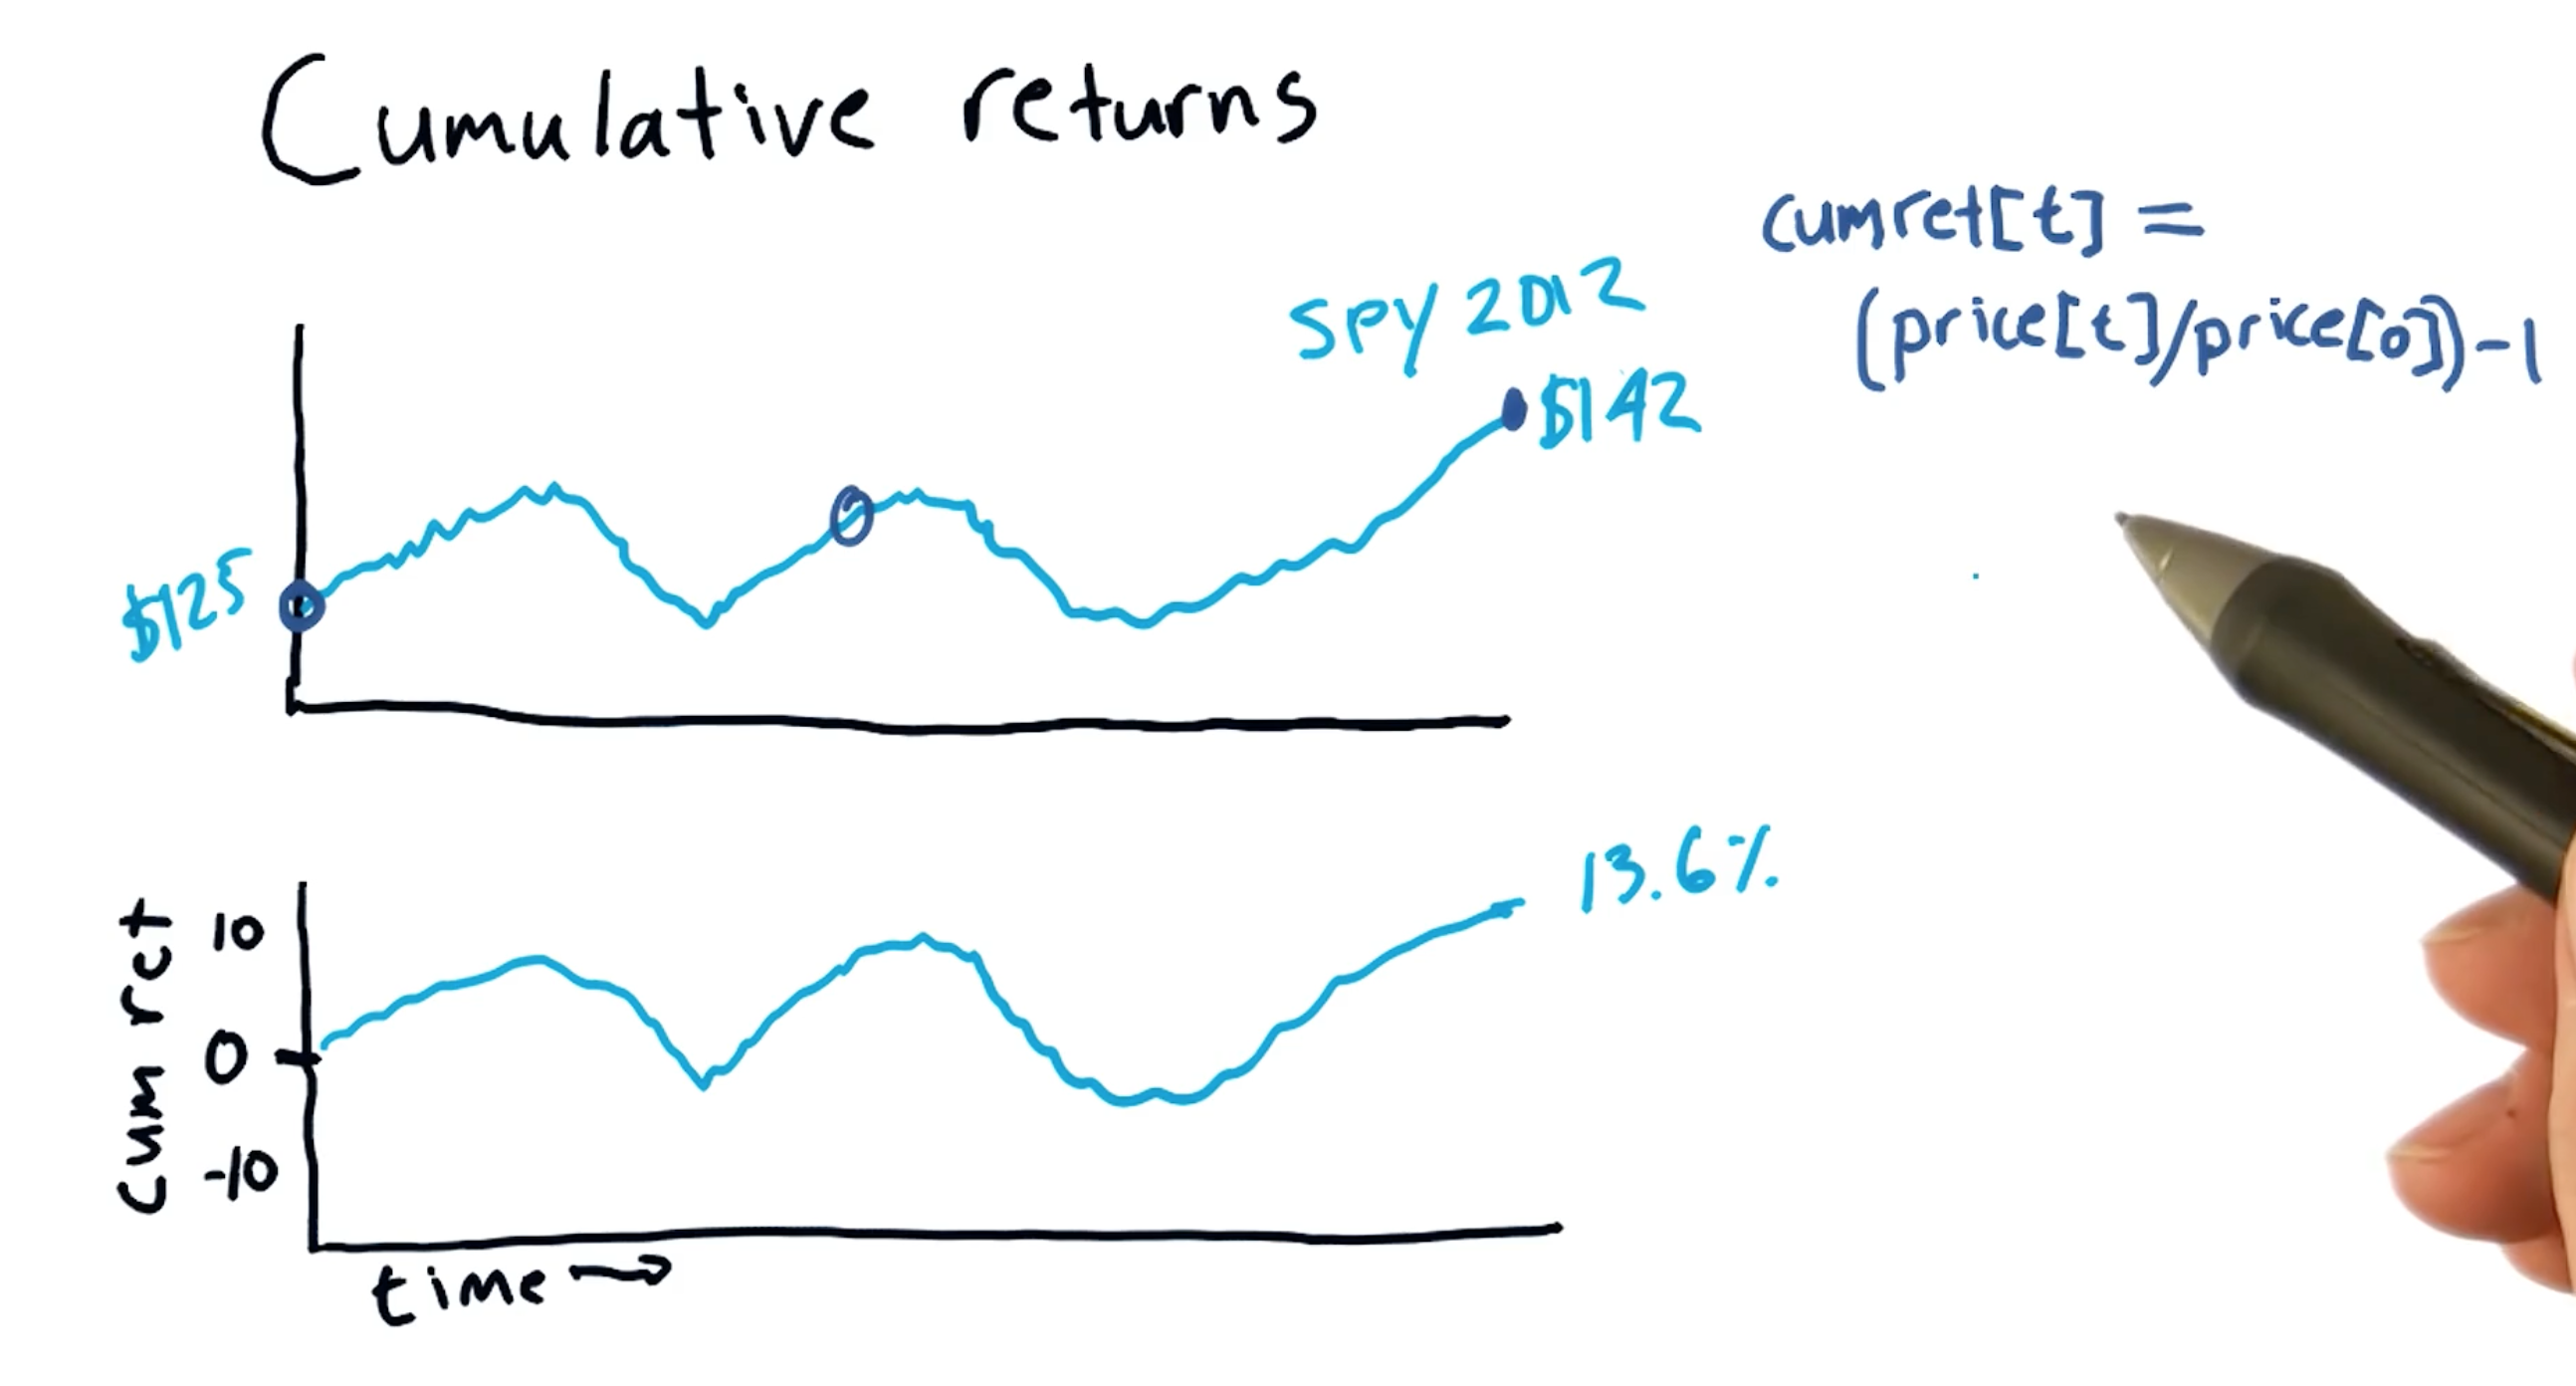 Cumulative returns
cumret[t] =
(price[t]/price[0])-1
SPY 2012
$142
$125
13.6%
cum ret
10
0
-10
time